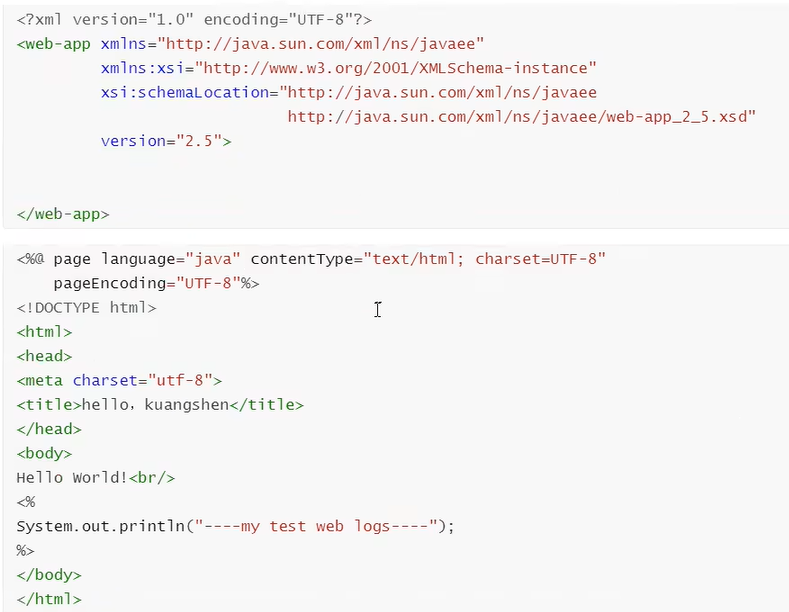 <?xml version="1.0" encoding="UTF-8"?>
<web-app xmlns="http://java.sun.com/xml/ns/javaee"
         xmlns:xsi="http://www.w3.org/2001/XMLSchema-instance"
         xsi:schemaLocation="http://java.sun.com/xml/ns/javaee
                             http://java.sun.com/xml/ns/javaee/web-app_2_5.xsd"
         version="2.5">
</web-app>
<%@ page language="java" contentType="text/html; charset=UTF-8"
    pageEncoding="UTF-8"%>
<!DOCTYPE html>
<html>
<head>
<meta charset="utf-8">
<title>hello，kuangshen</title>
</head>
<body>
Hello World!<br/>
<%
System.out.println("----my test web logs----");
%>
</body>
</html>